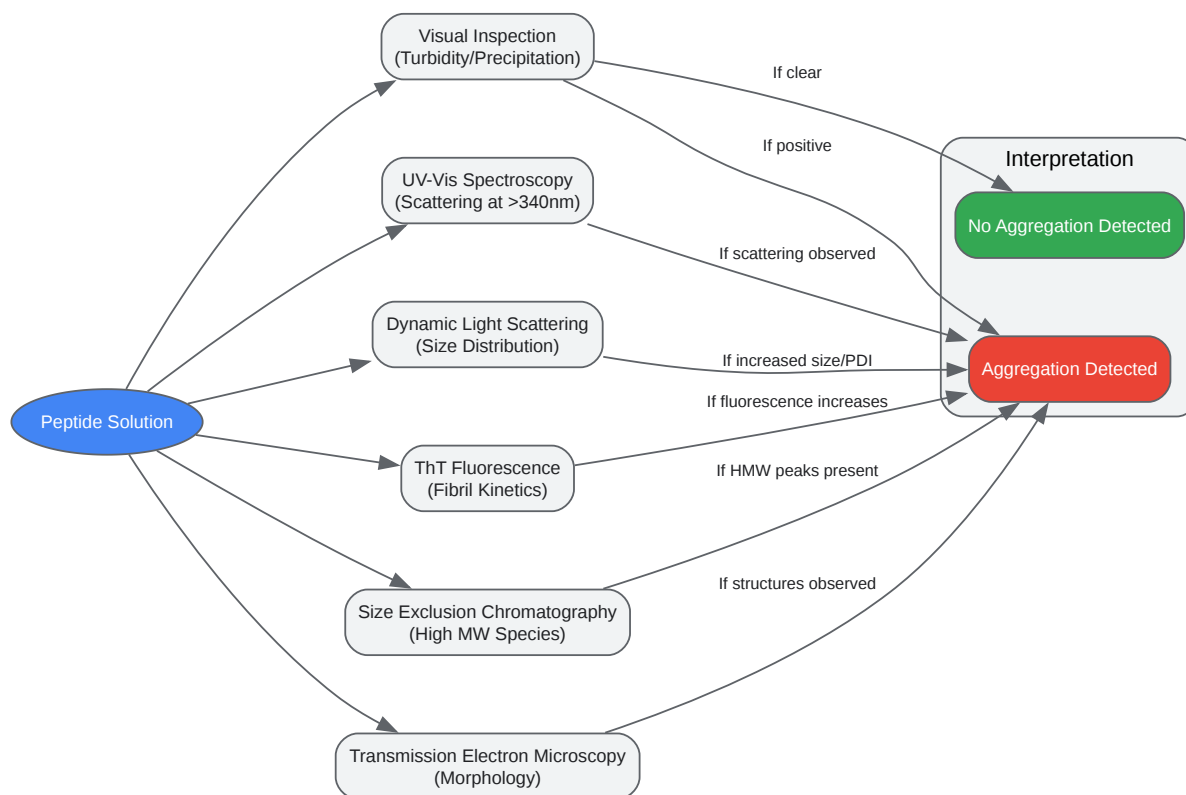 Visual Inspection
(Turbidity/Precipitation)
If clear
If positive
Interpretation
UV-Vis Spectroscopy
(Scattering at >340nm)
No Aggregation Detected
If scattering observed
Dynamic Light Scattering
(Size Distribution)
If increased size/PDI
Aggregation Detected
If fluorescence increases
Peptide Solution
ThT Fluorescence
(Fibril Kinetics)
If HMW peaks present
If structures observed
Size Exclusion Chromatography
(High MW Species)
Transmission Electron Microscopy
(Morphology)